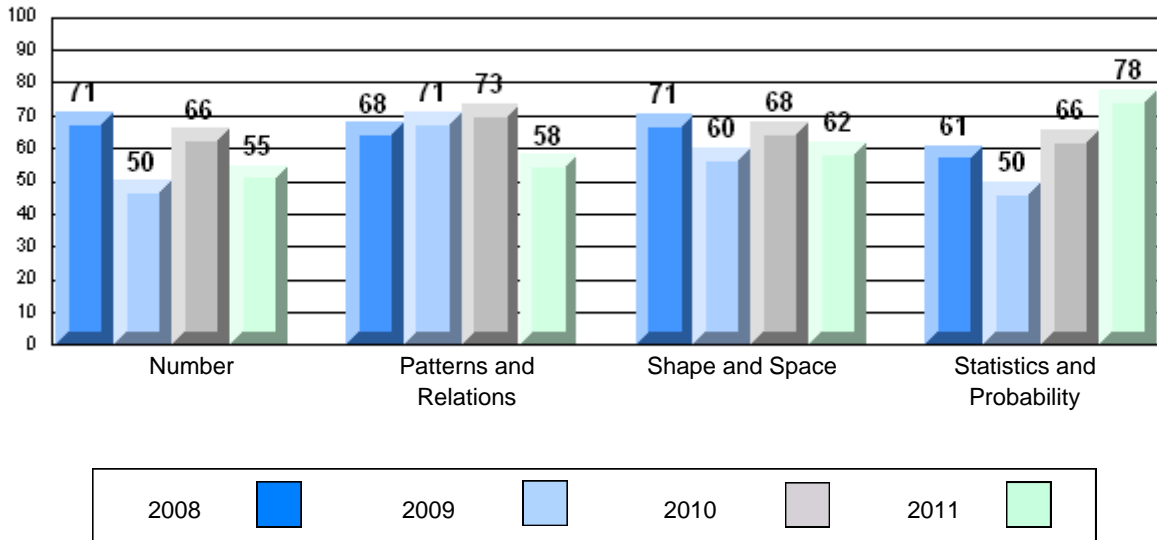 100
90
80
70
60
50
40
30
20
10
0
71 50 66 55
68 71 73 58
71 60 68 62
61 50 66 78
Number
Patterns and
Relations
Shape and Space
Statistics and
Probability
2008 2009 2010 2011